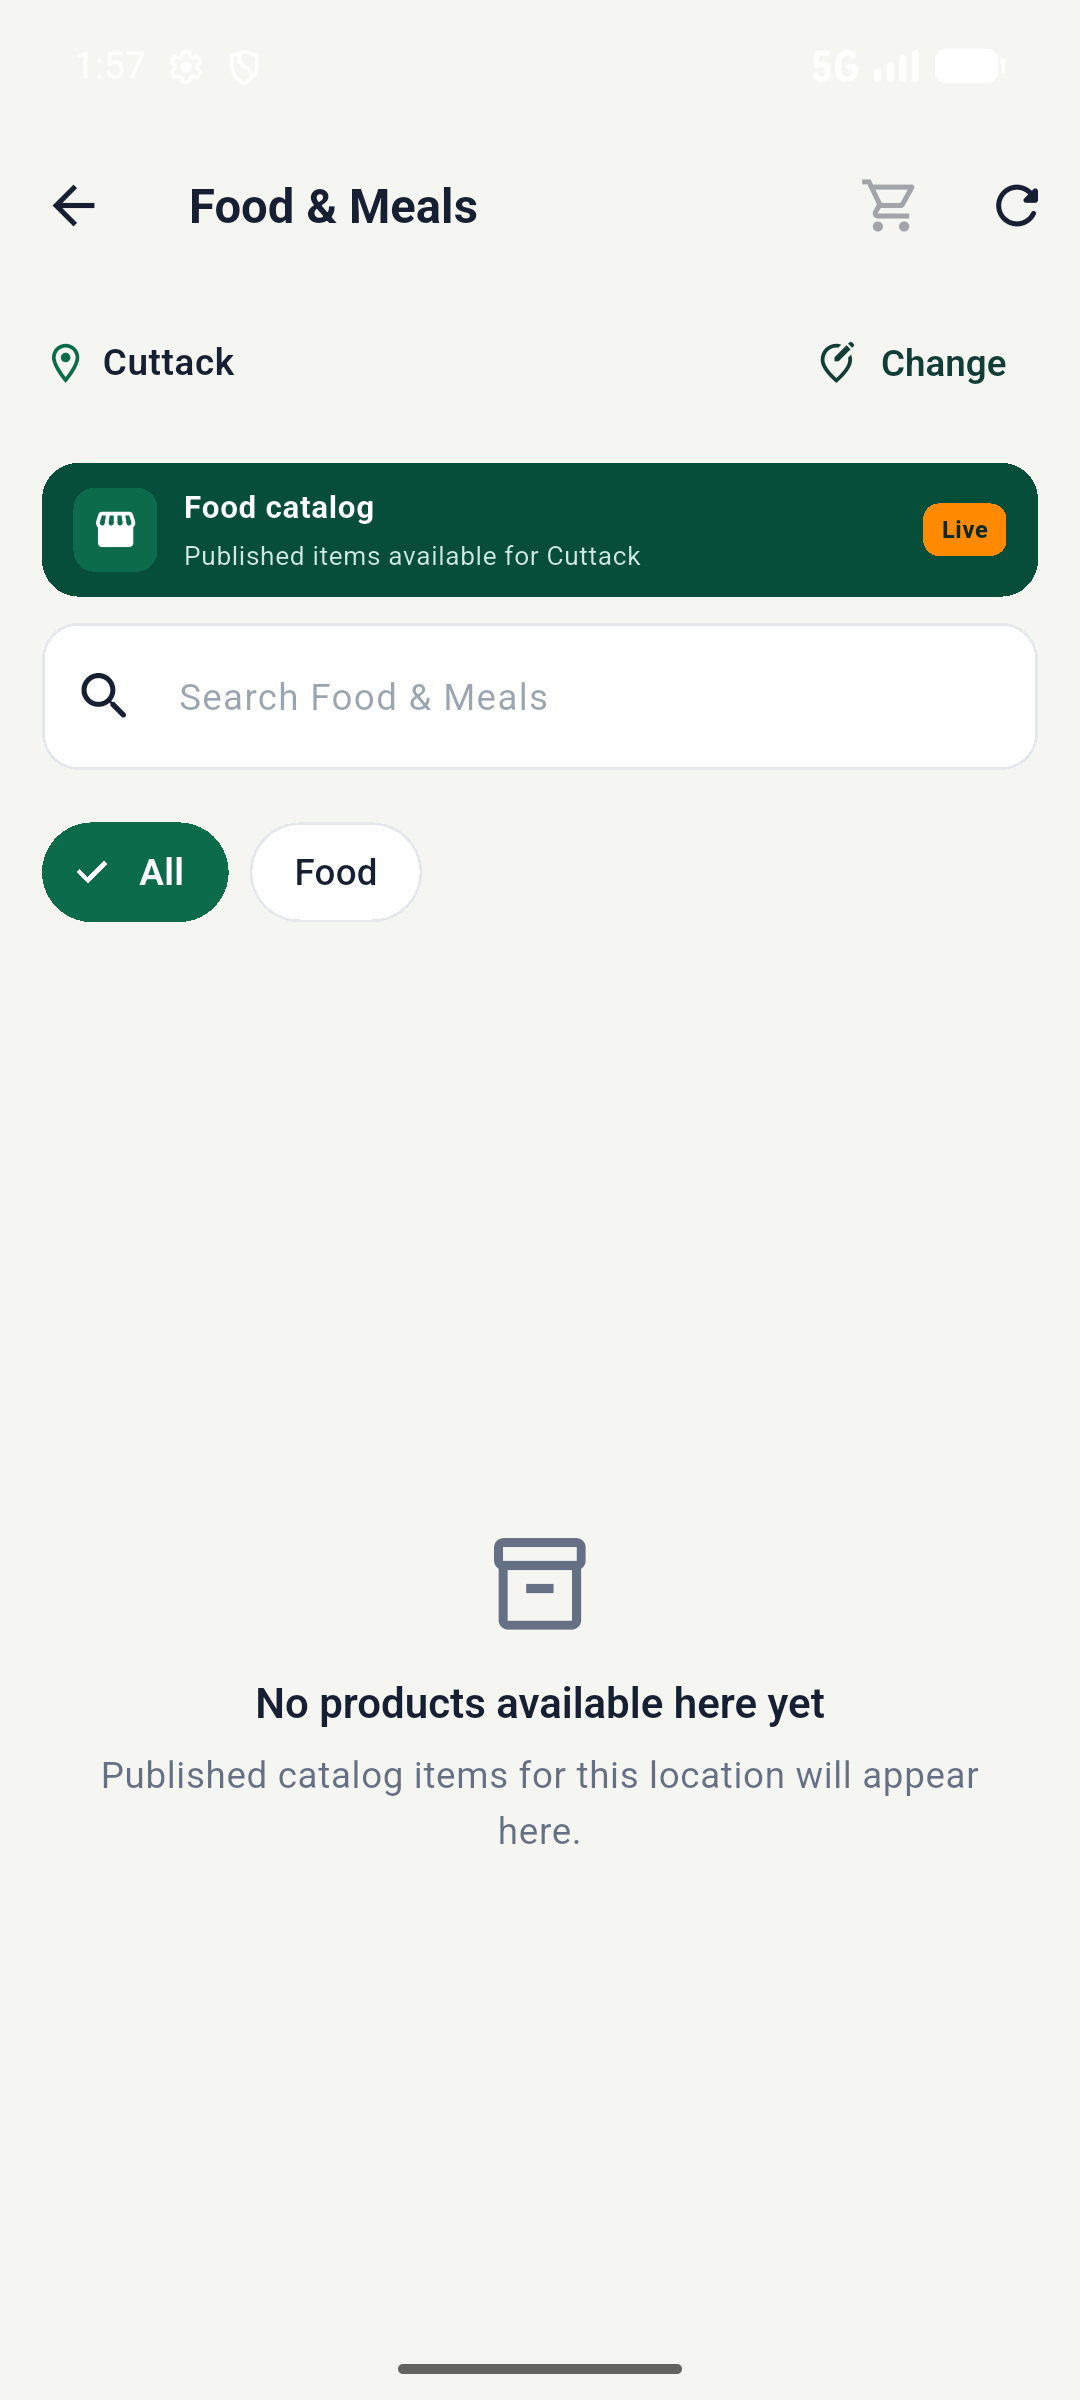 1:57 5G
Food & Meals
Cuttack Change
Food catalog
Published items available for Cuttack
Live
Search Food & Meals
All Food
No products available here yet
Published catalog items for this location will appear
here.